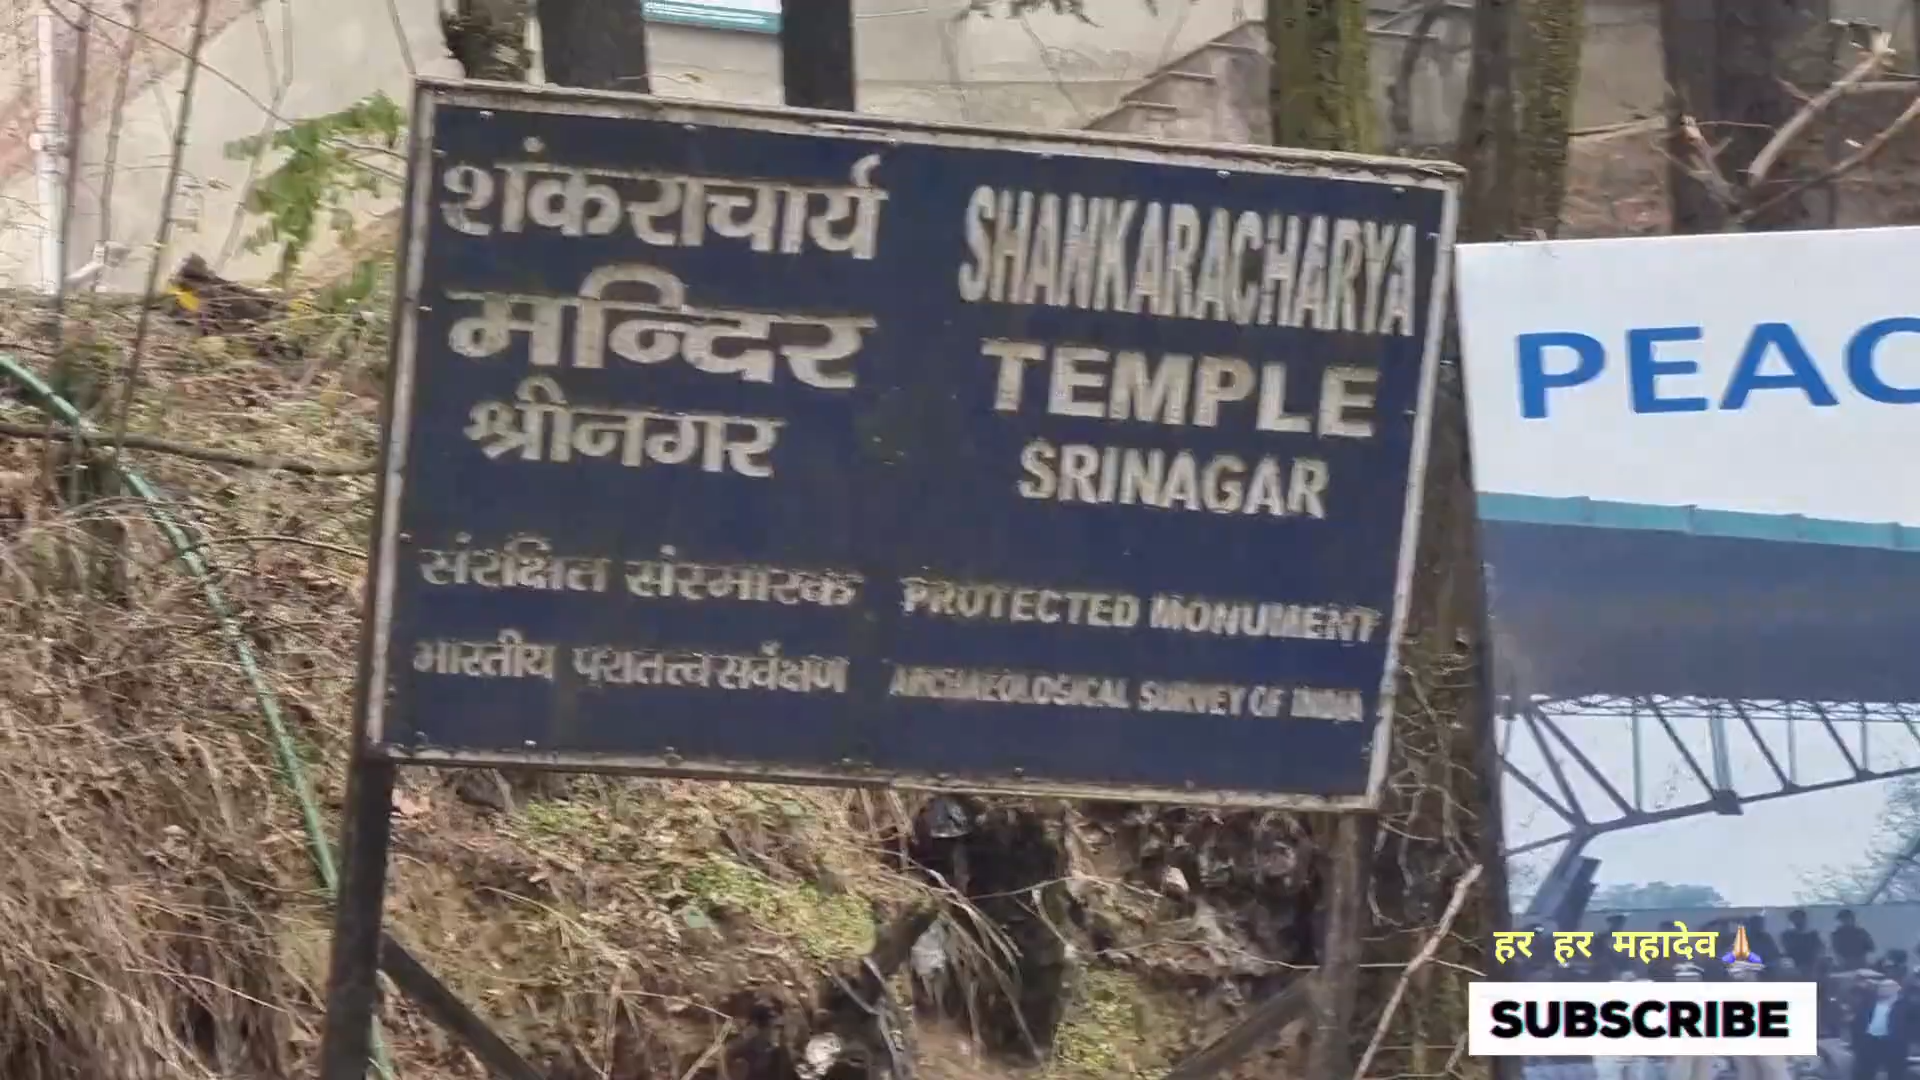 शंकराचार्य
मन्दिर
श्रीनगर
संरक्षित संस्मारक
भारतीय पुरातत्त्व सर्वेक्षण
SHANKARACHARYA
TEMPLE
SRINAGAR
PROTECTED MONUMENT
ARCHAEOLOGICAL SURVEY OF INDIA
PEAC
हर हर महादेव🙏
SUBSCRIBE